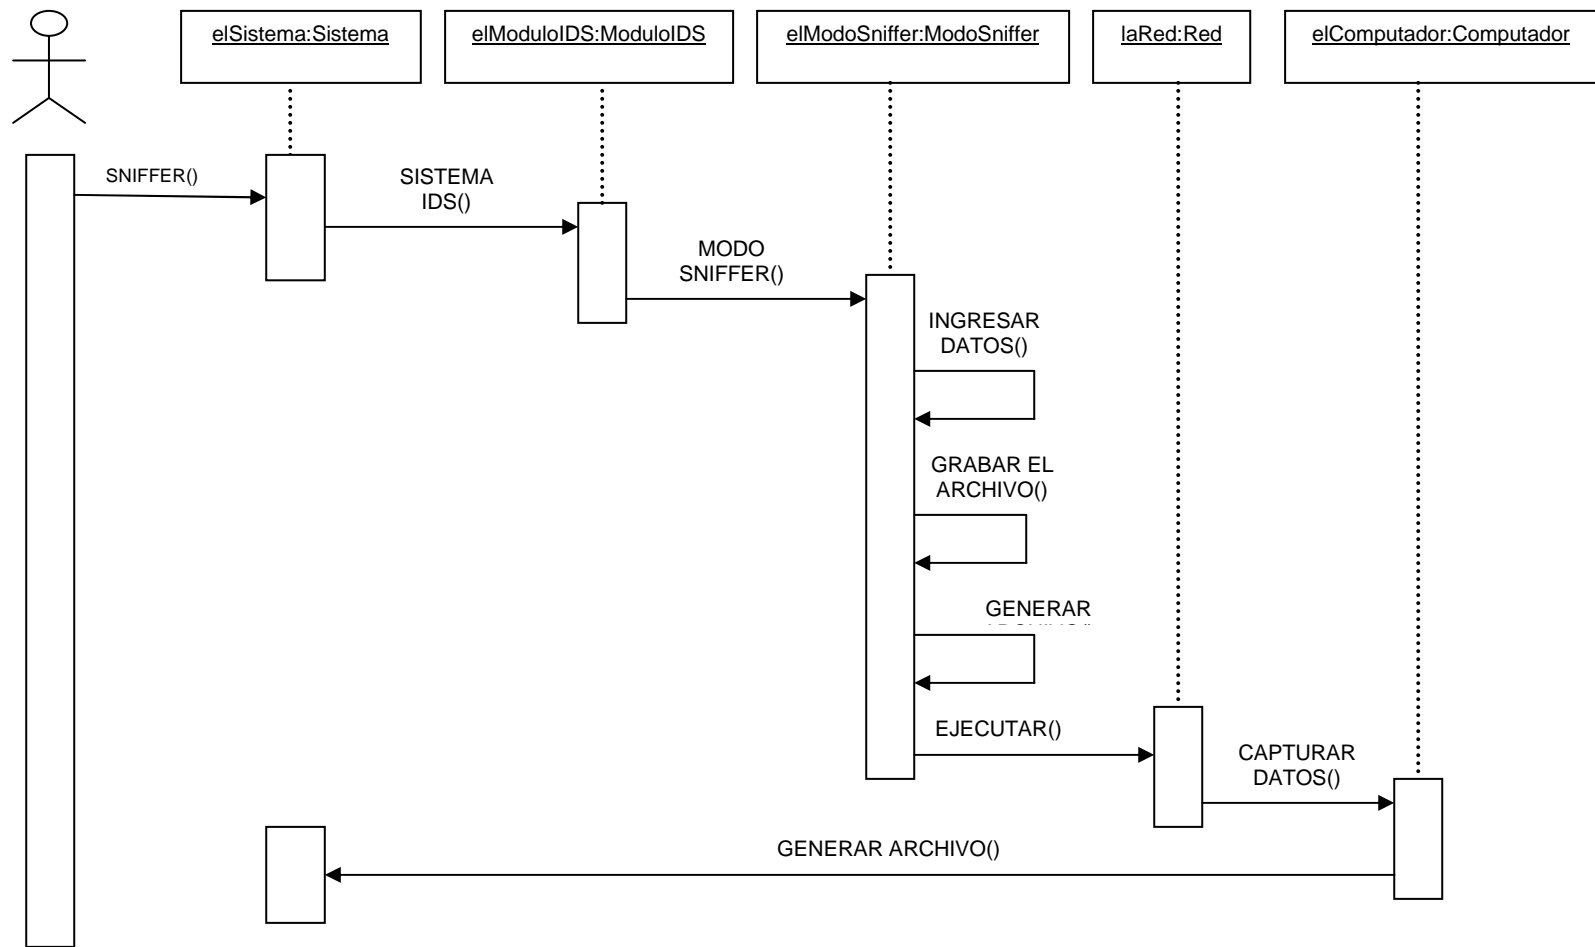 elSistema:Sistema
elModuloIDS:ModuloIDS
elModoSniffer:ModoSniffer
laRed:Red
elComputador:Computador
SNIFFER()
SISTEMA
IDS()
MODO
SNIFFER()
INGRESAR
DATOS()
GRABAR EL
ARCHIVO()
GENERAR
EJECUTAR()
CAPTURAR
DATOS()
GENERAR ARCHIVO()